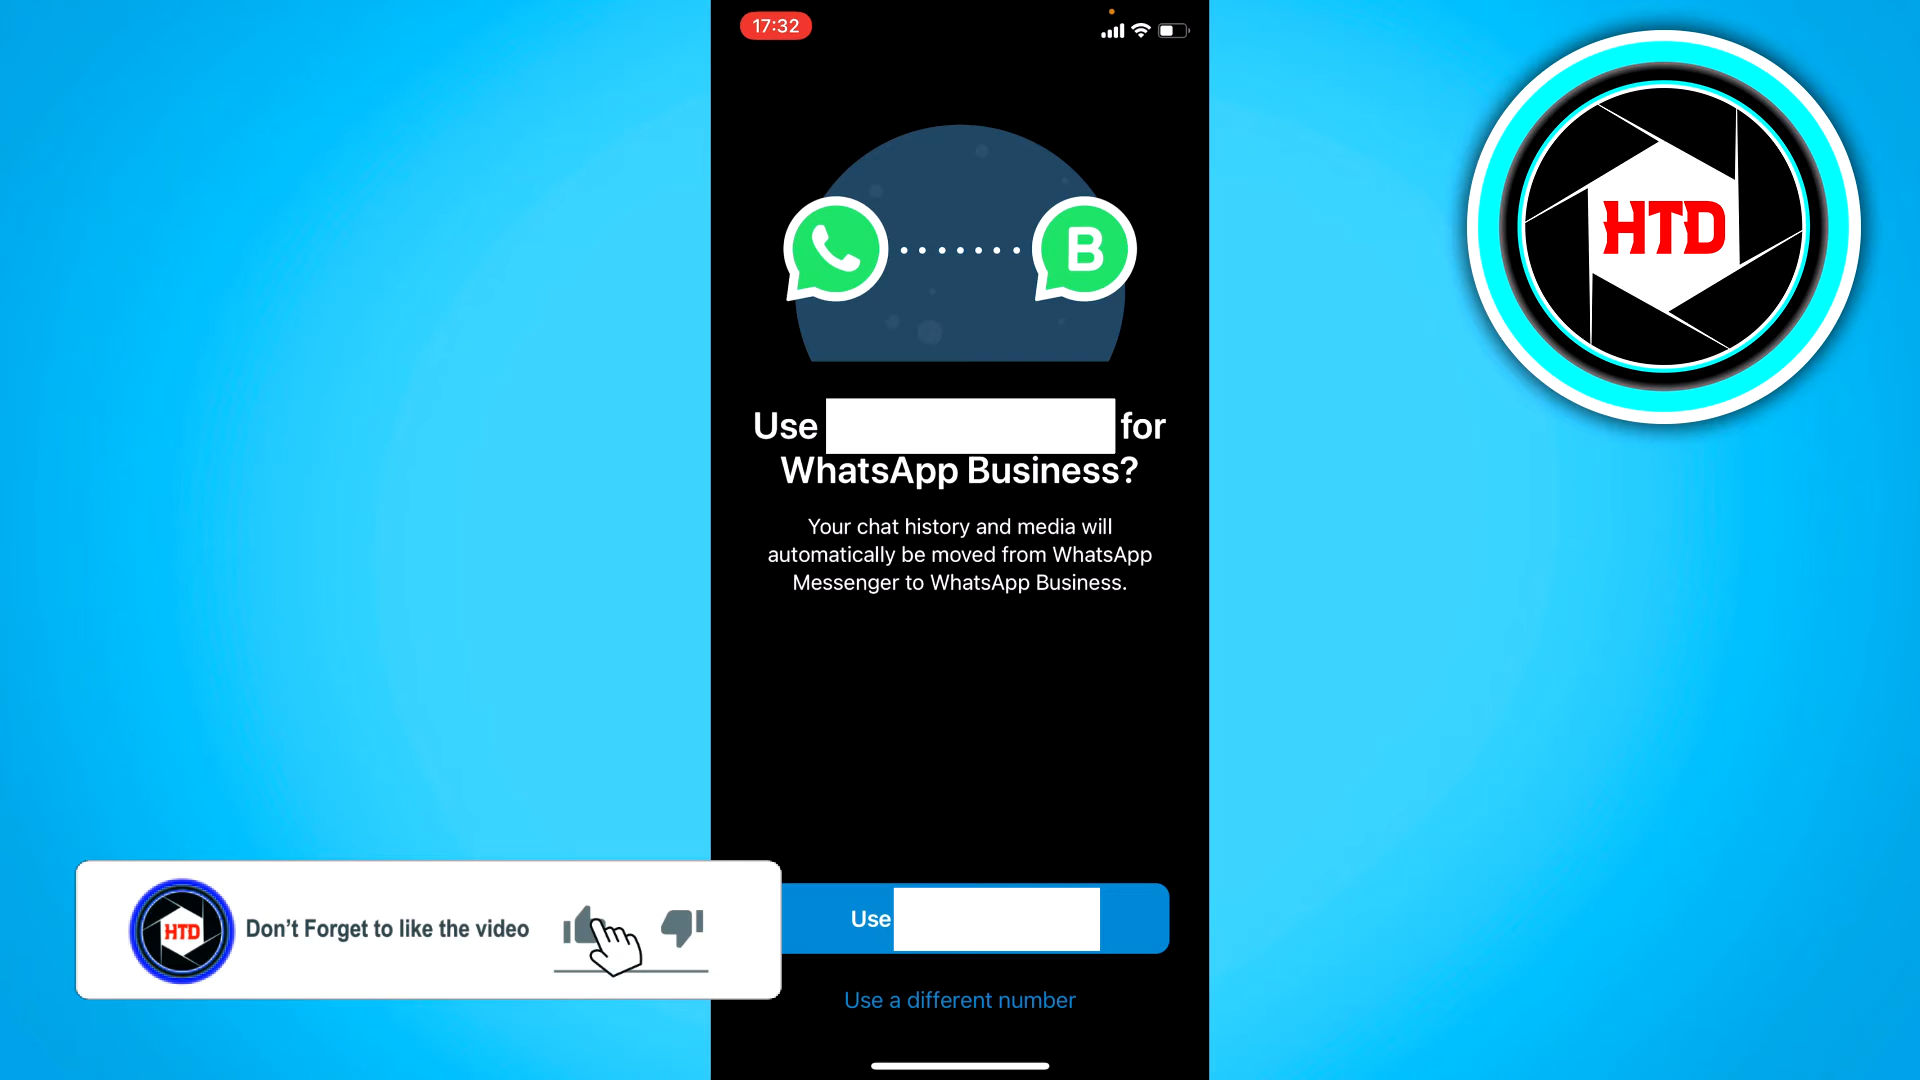 17:32
HTD
B
Use for
WhatsApp Business?
Your chat history and media will
automatically be moved from WhatsApp
Messenger to WhatsApp Business.
HTD
Don't Forget to like the video
Use
Use a different number